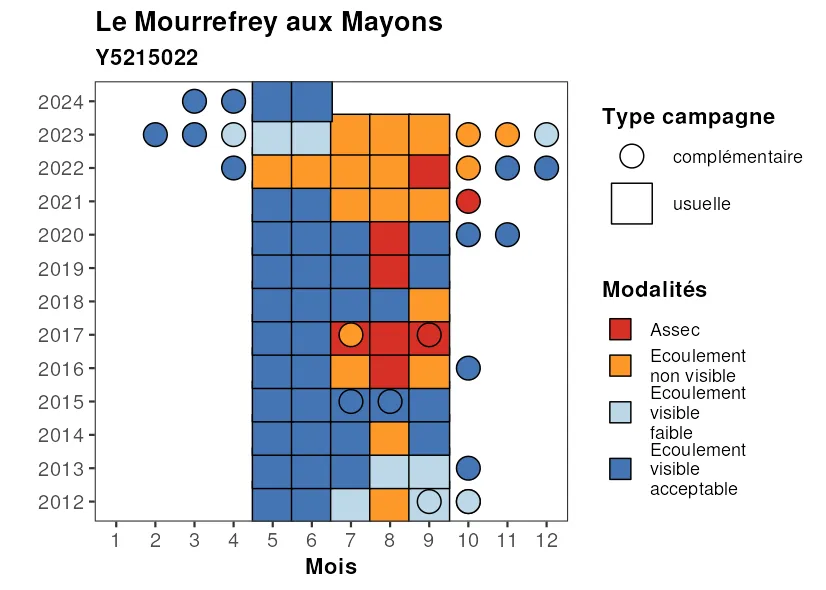 Le Mourrefrey aux Mayons
Y5215022
2024
2023
2022
2021
2020
2019
2018
2017
2016
2015
2014
2013
2012
1 2 3 4 5 6 7 8 9 10 11 12
Mois
Type campagne
complémentaire
usuelle
Modalités
Assec
Ecoulement
non visible
Ecoulement
visible
faible
Ecoulement
visible
acceptable